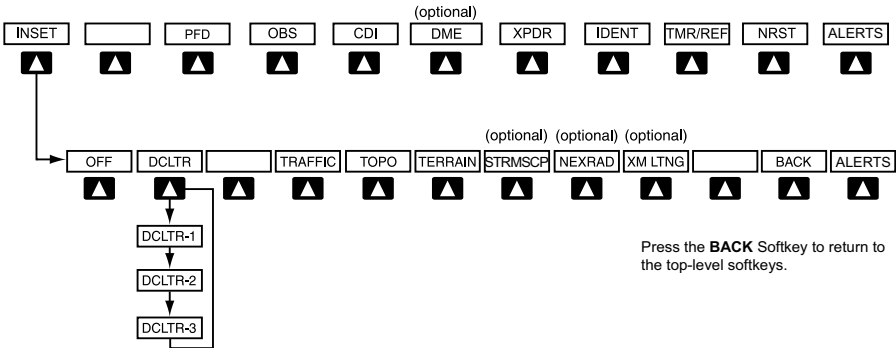 (optional)
INSET PFD OBS CDI DME XPDR IDENT TMR/REF NRST ALERTS
(optional) (optional) (optional)
OFF DCLTR TRAFFIC TOPO TERRAIN STRMSCP NEXRAD XM LTNG BACK ALERTS
DCLTR-1
Press the BACK Softkey to return to
the top-level softkeys.
DCLTR-2
DCLTR-3